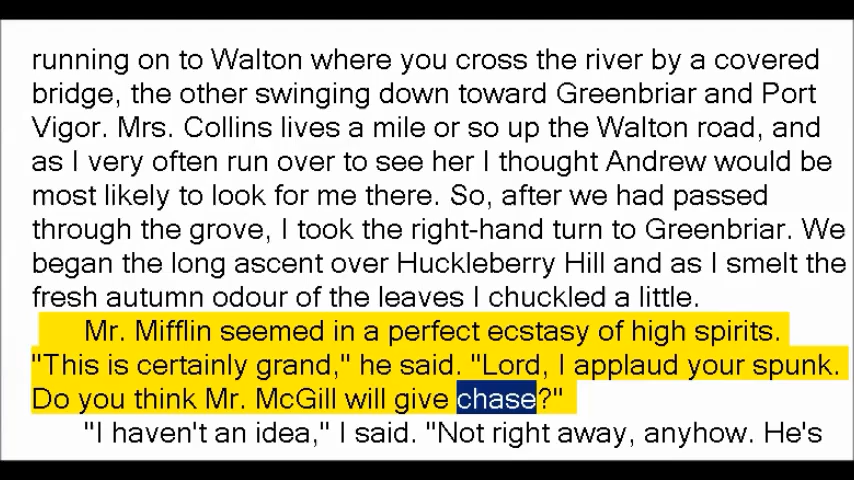 running on to Walton where you cross the river by a covered
bridge, the other swinging down toward Greenbriar and Port
Vigor. Mrs. Collins lives a mile or so up the Walton road, and
as I very often run over to see her I thought Andrew would be
most likely to look for me there. So, after we had passed
through the grove, I took the right-hand turn to Greenbriar. We
began the long ascent over Huckleberry Hill and as I smelt the
fresh autumn odour of the leaves I chuckled a little.
Mr. Mifflin seemed in a perfect ecstasy of high spirits.
"This is certainly grand," he said. "Lord, I applaud your spunk.
Do you think Mr. McGill will give chase?"
"I haven't an idea," I said. "Not right away, anyhow. He's